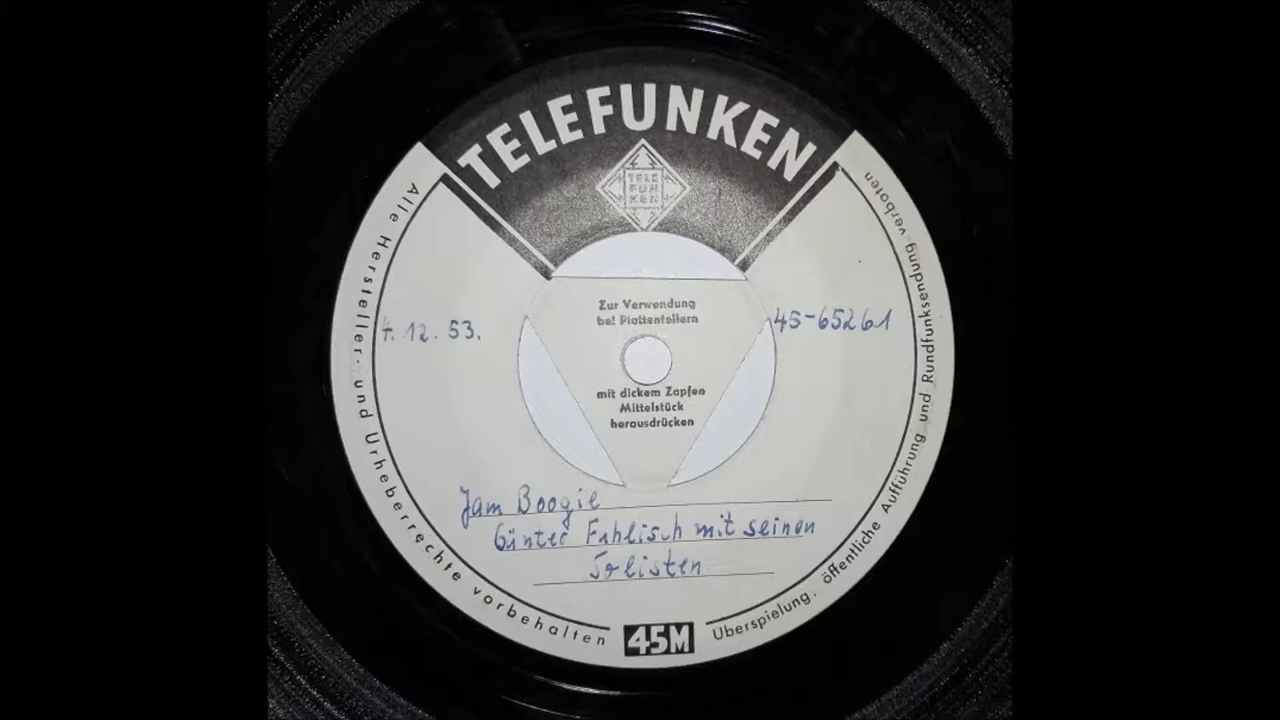 TELEFUNKEN
TELE
FUN
KEN
Zur Verwendung
bei Plattentellern
mit dickem Zapfen
Mittelstück
herausdrücken
4. 12. 53.
45-65261
Jam Boogie
Günter Fuhlisch mit seinen
Solisten
Alle Hersteller- und Urheberrechte vorbehalten
45M
Überspielung, öffentliche Aufführung und Rundfunksendung verboten